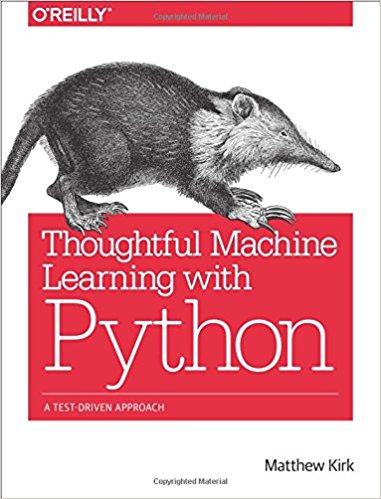 O'REILLY®
Copyrighted Material
Thoughtful Machine
Learning with
Python
A TEST-DRIVEN APPROACH
Matthew Kirk